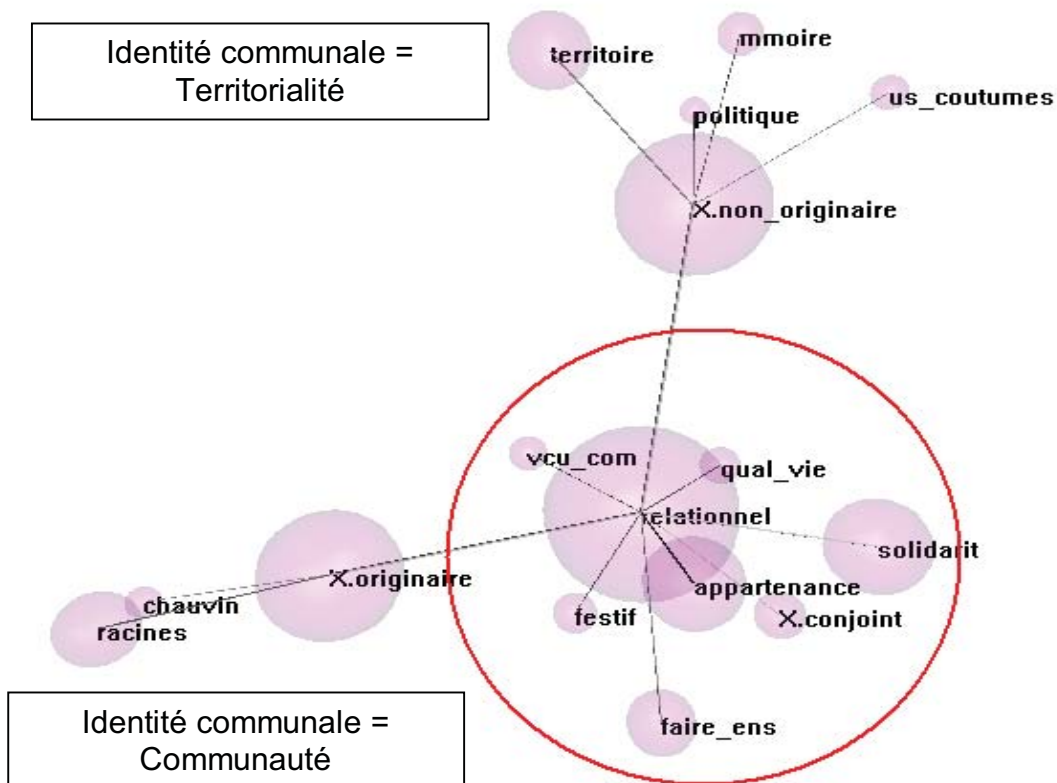 Identité communale =
Territorialité
territoire
mmoire
us_coutumes
politique
X.non_originaire
vcu_com
qual_vie
relationnel
solidarit
X.originaire
appartenance
chauvin
festif
X.conjoint
racines
faire_ens
Identité communale =
Communauté